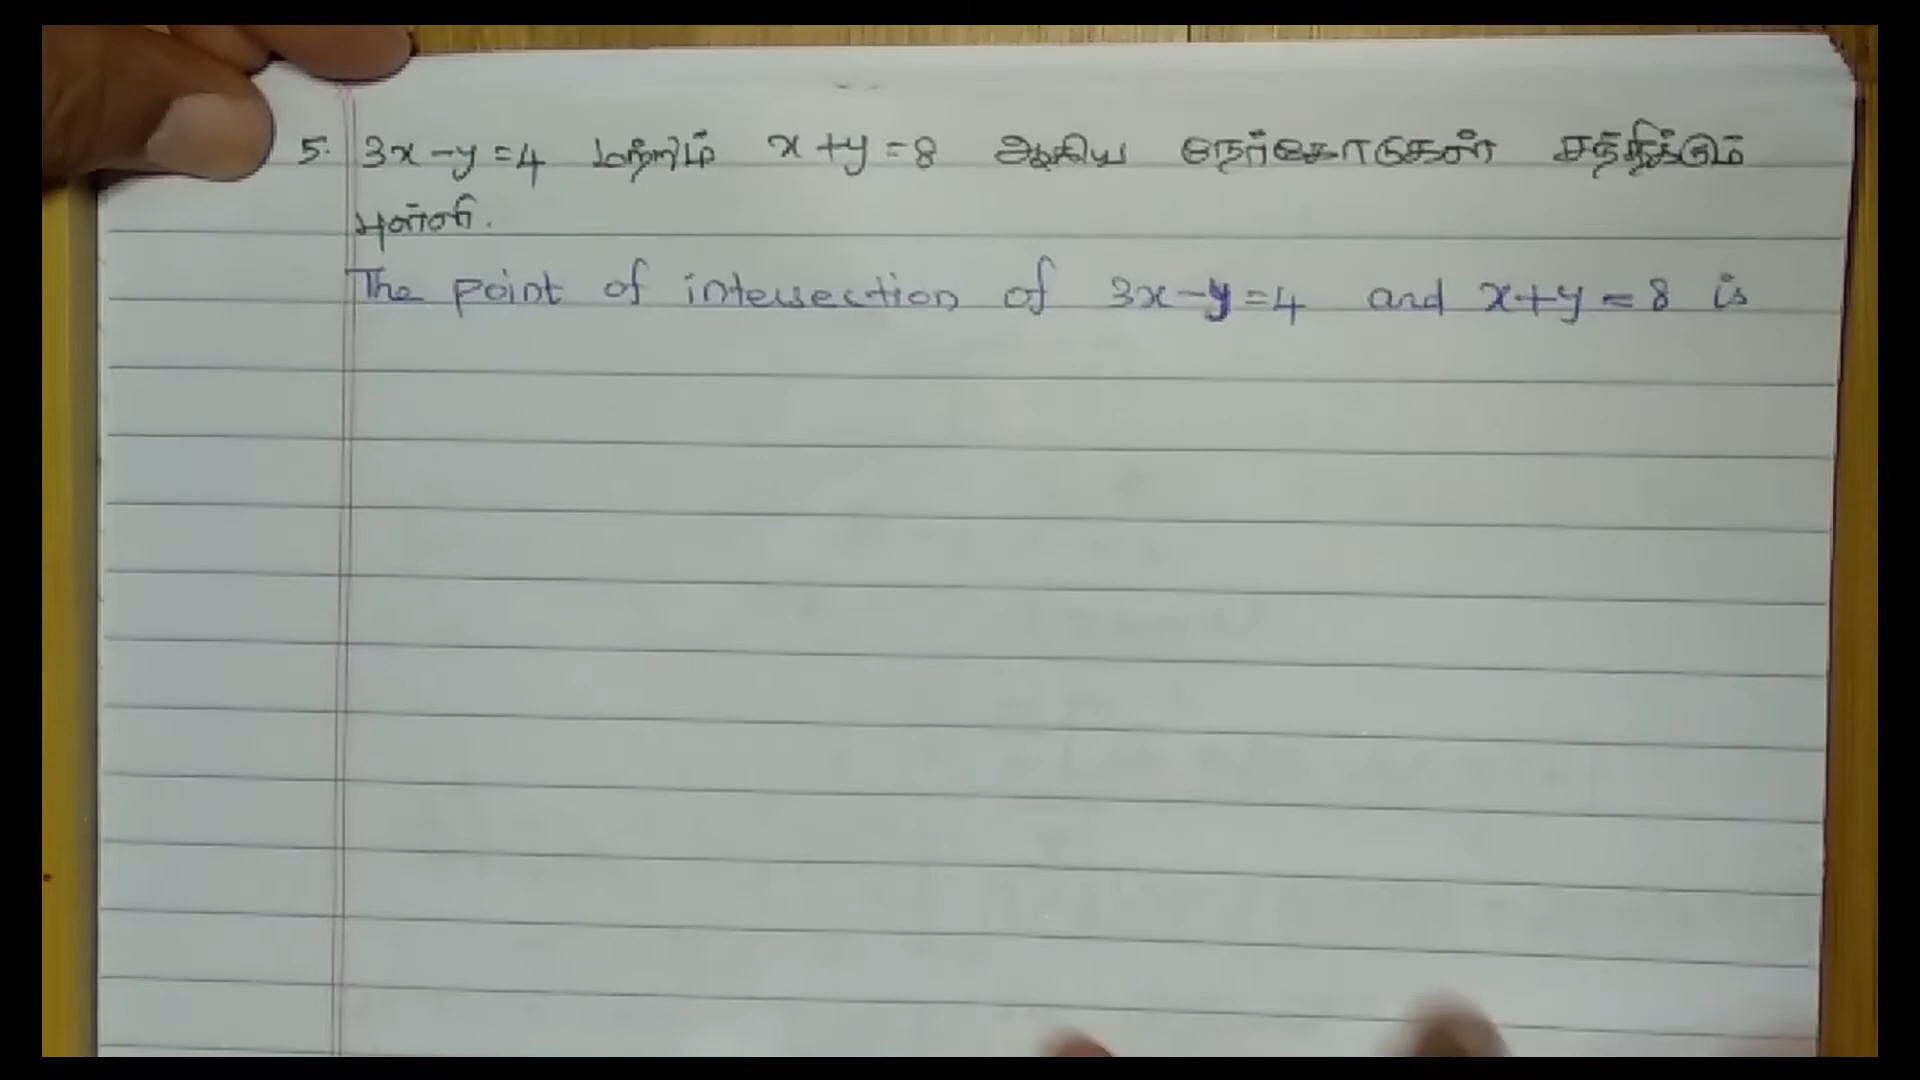 5. 3x-y=4 மற்றும் x+y=8 ஆகிய நேர்கோடுகள் சந்திக்கும்
புள்ளி.
The point of intersection of 3x-y=4 and x+y=8 is